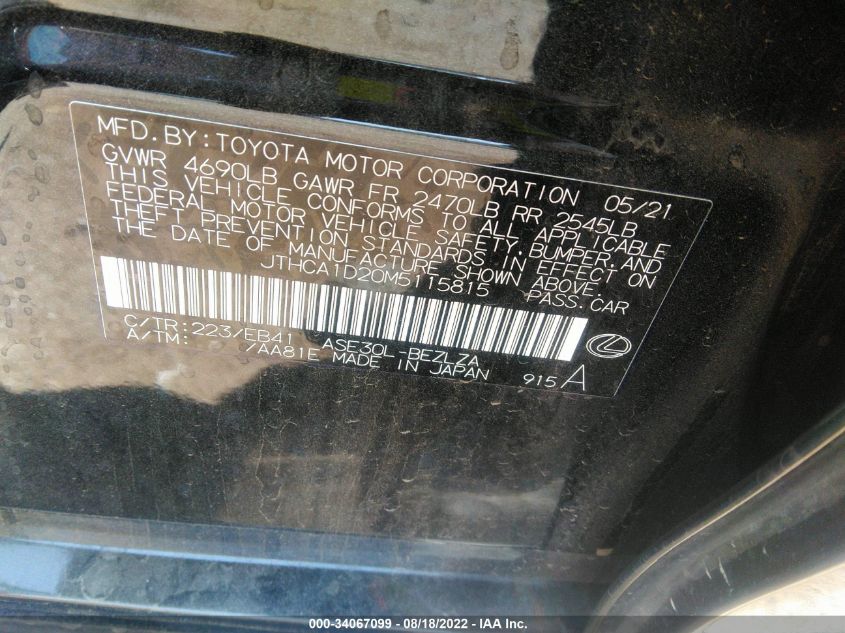 MFD. BY: TOYOTA MOTOR CORPORATION 05/21
GVWR 4690LB GAWR FR 2470LB RR 2545LB
THIS VEHICLE CONFORMS TO ALL APPLICABLE
FEDERAL MOTOR VEHICLE SAFETY, BUMPER, AND
THEFT PREVENTION STANDARDS IN EFFECT ON
THE DATE OF MANUFACTURE SHOWN ABOVE
JTHCA1D20M5115815 PASS. CAR
C/TR: 223/EB41 ASE30L-BEZLZA
A/TM: /AA81E MADE IN JAPAN 915 A
000-34067099 - 08/18/2022 - IAA Inc.